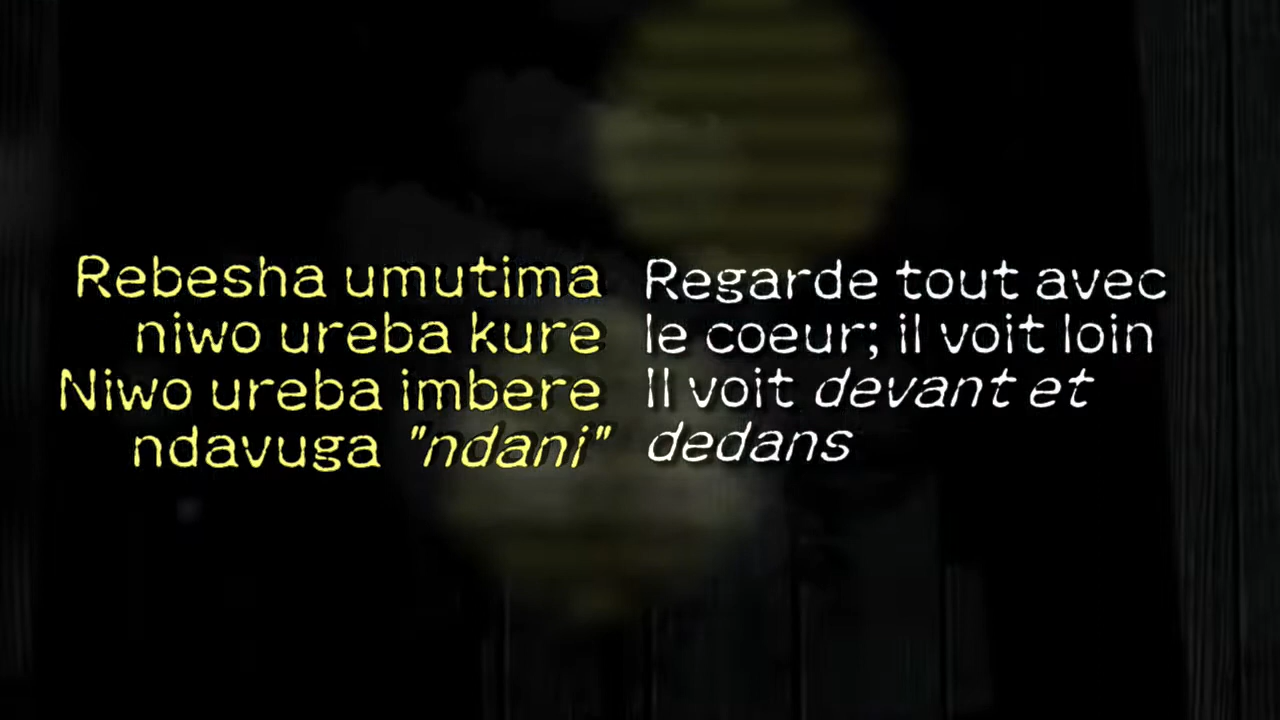 Rebesha umutima
niwo ureba kure
Niwo ureba imbere
ndavuga "ndani"
Regarde tout avec
le coeur; il voit loin
Il voit devant et
dedans